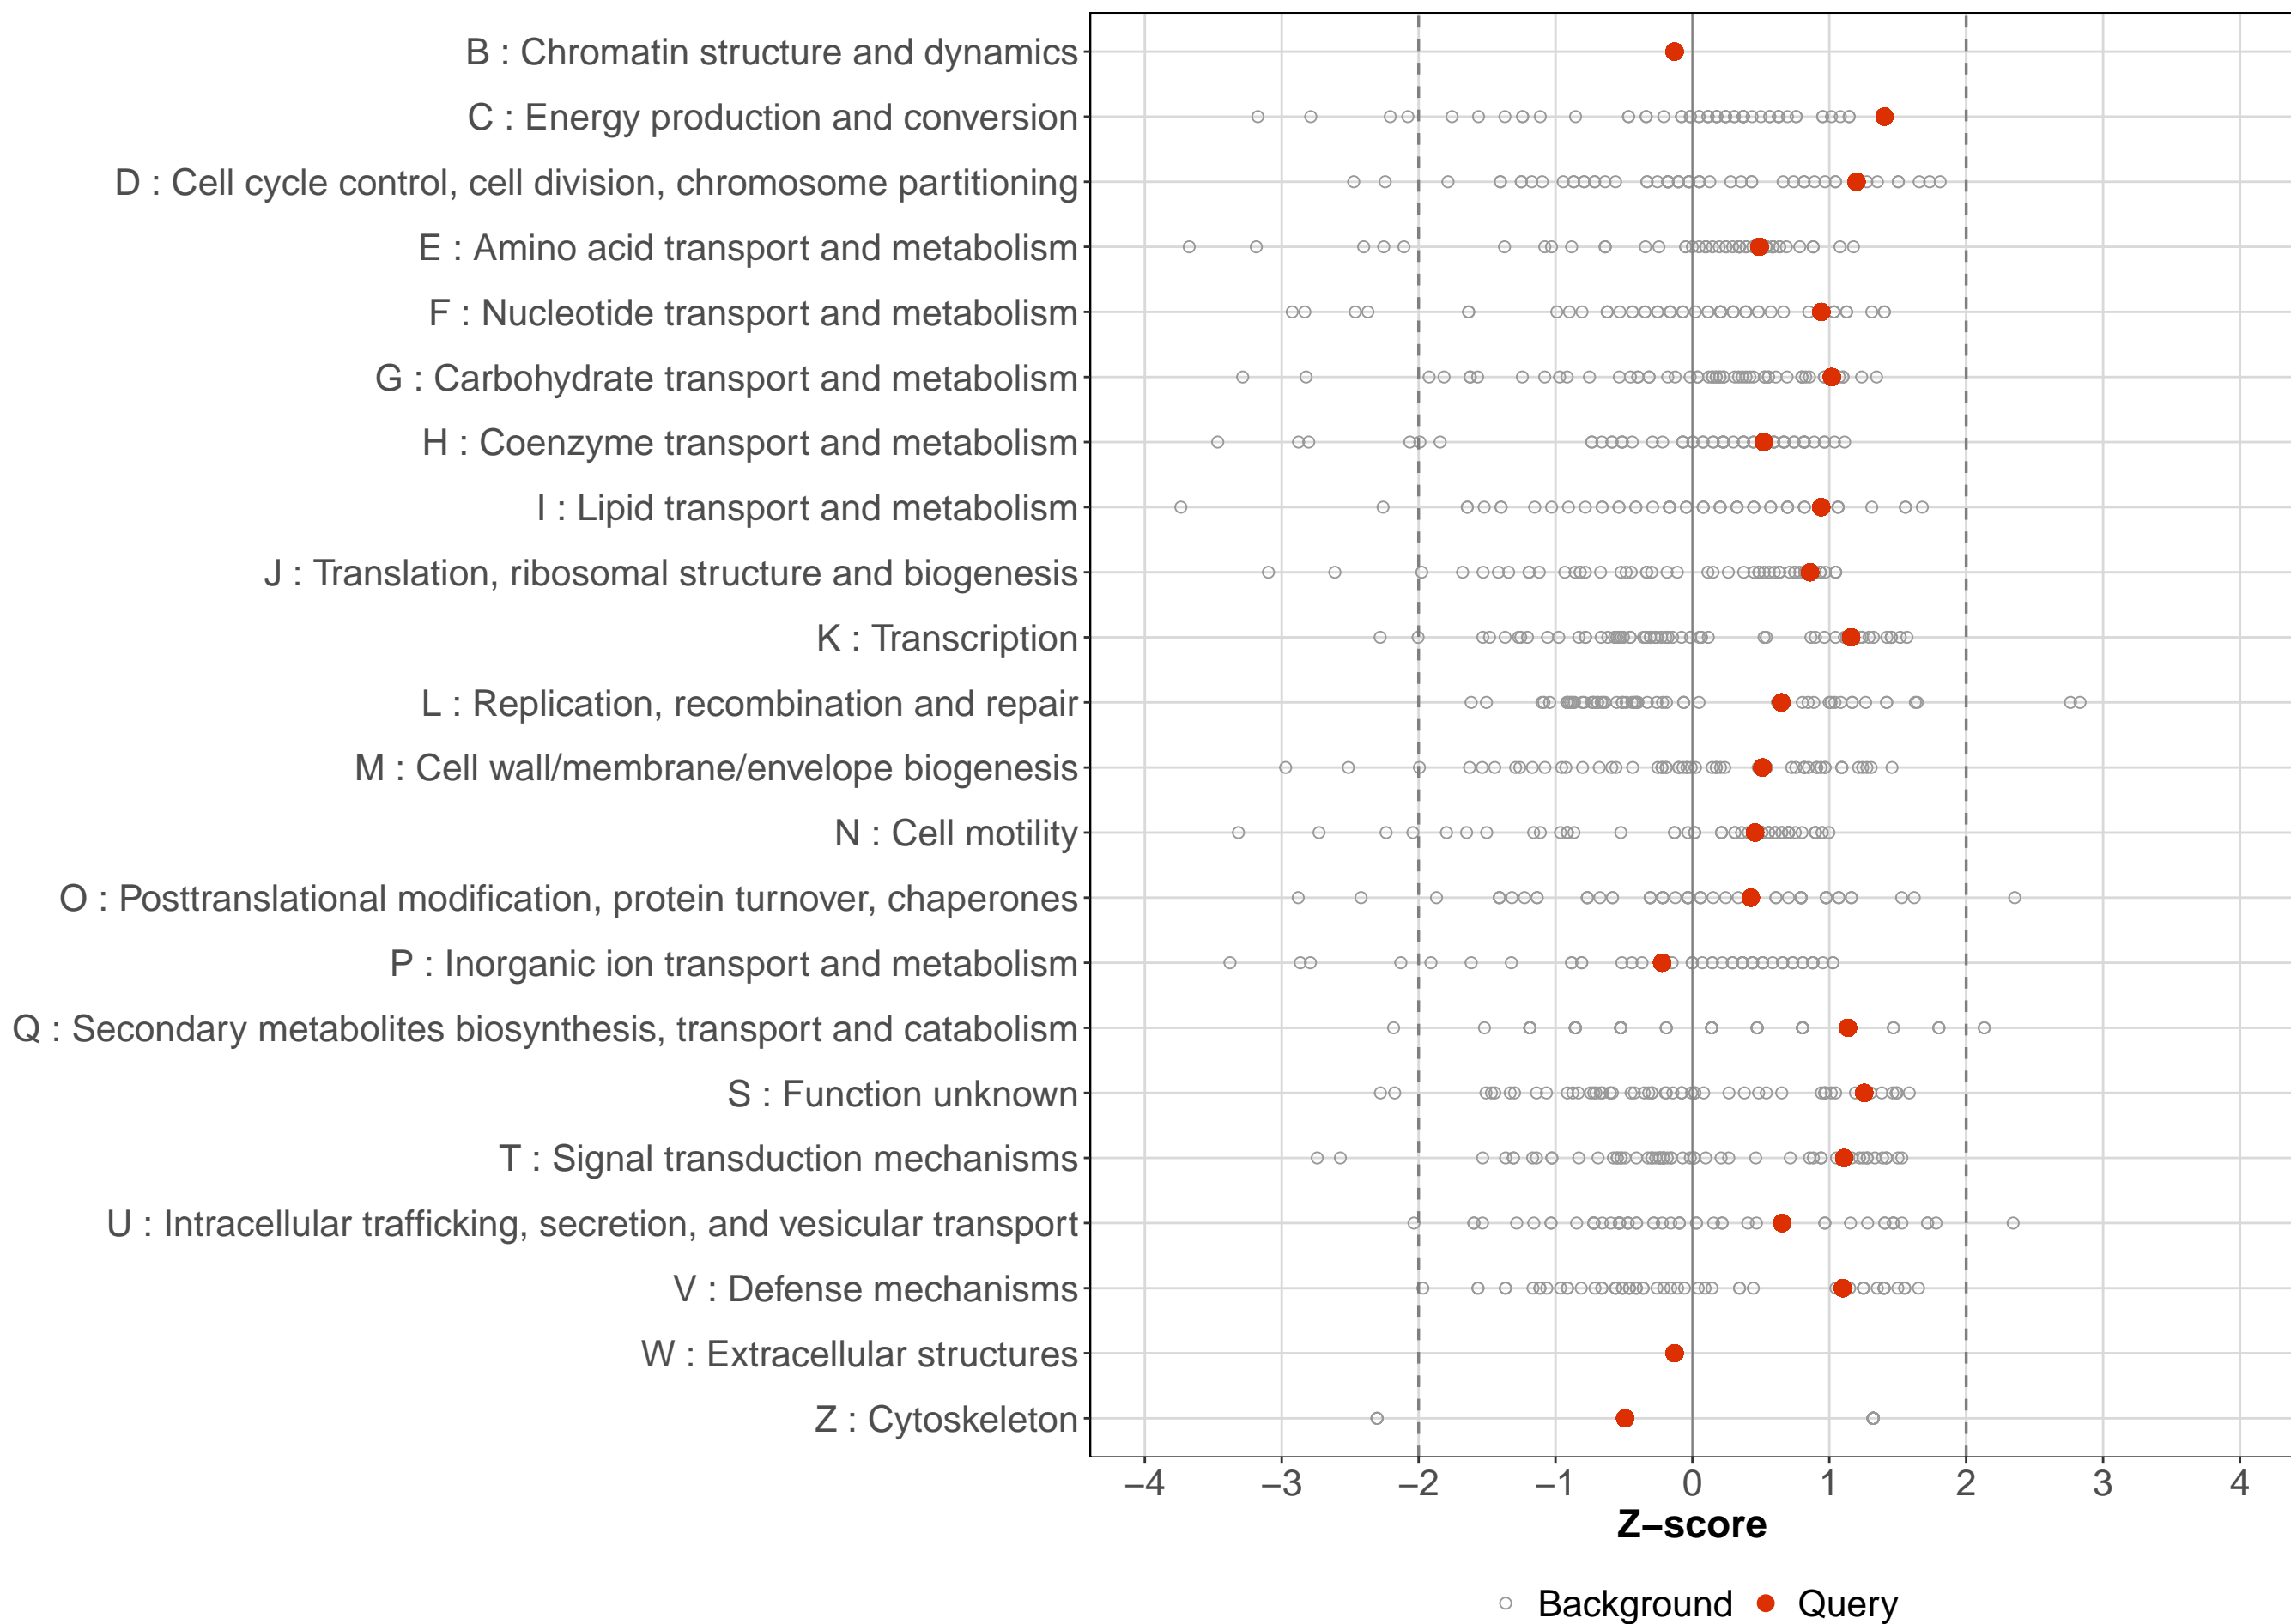 B : Chromatin structure and dynamics
C : Energy production and conversion
D : Cell cycle control, cell division, chromosome partitioning
E : Amino acid transport and metabolism
F : Nucleotide transport and metabolism
G : Carbohydrate transport and metabolism
H : Coenzyme transport and metabolism
I : Lipid transport and metabolism
J : Translation, ribosomal structure and biogenesis
K : Transcription
L : Replication, recombination and repair
M : Cell wall/membrane/envelope biogenesis
N : Cell motility
O : Posttranslational modification, protein turnover, chaperones
P : Inorganic ion transport and metabolism
Q : Secondary metabolites biosynthesis, transport and catabolism
S : Function unknown
T : Signal transduction mechanisms
U : Intracellular trafficking, secretion, and vesicular transport
V : Defense mechanisms
W : Extracellular structures
Z : Cytoskeleton
−4 −3 −2 −1 0 1 2 3 4
Z−score
Background Query